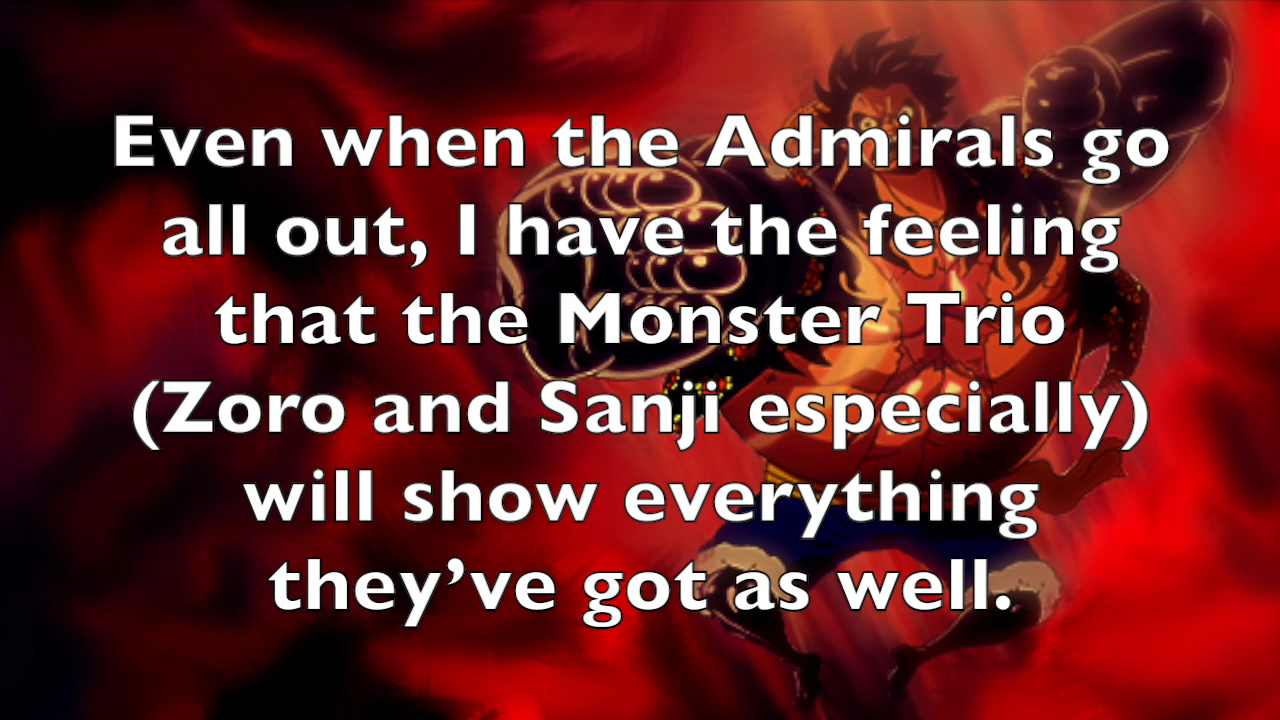 Even when the Admirals go
all out, I have the feeling
that the Monster Trio
(Zoro and Sanji especially)
will show everything
they’ve got as well.